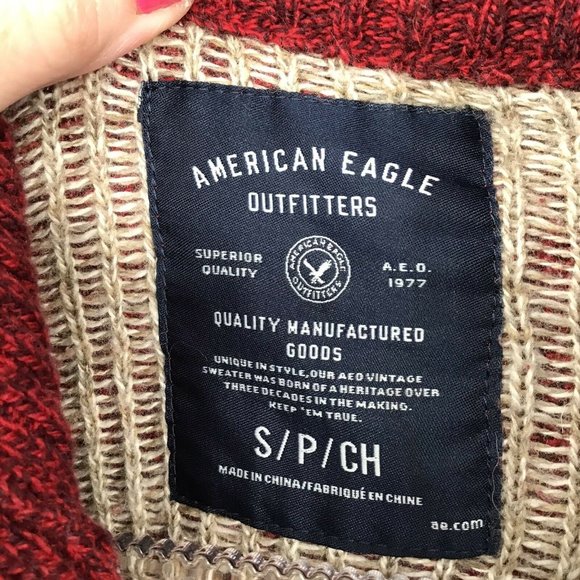 AMERICAN EAGLE
OUTFITTERS
SUPERIOR
QUALITY
AMERICAN EAGLE
OUTFITTERS
A.E.O.
1977
QUALITY MANUFACTURED
GOODS
UNIQUE IN STYLE, OUR AEO VINTAGE
SWEATER WAS BORN OF A HERITAGE OVER
THREE DECADES IN THE MAKING.
KEEP 'EM TRUE.
S/P/CH
MADE IN CHINA/FABRIQUÉ EN CHINE
ae.com